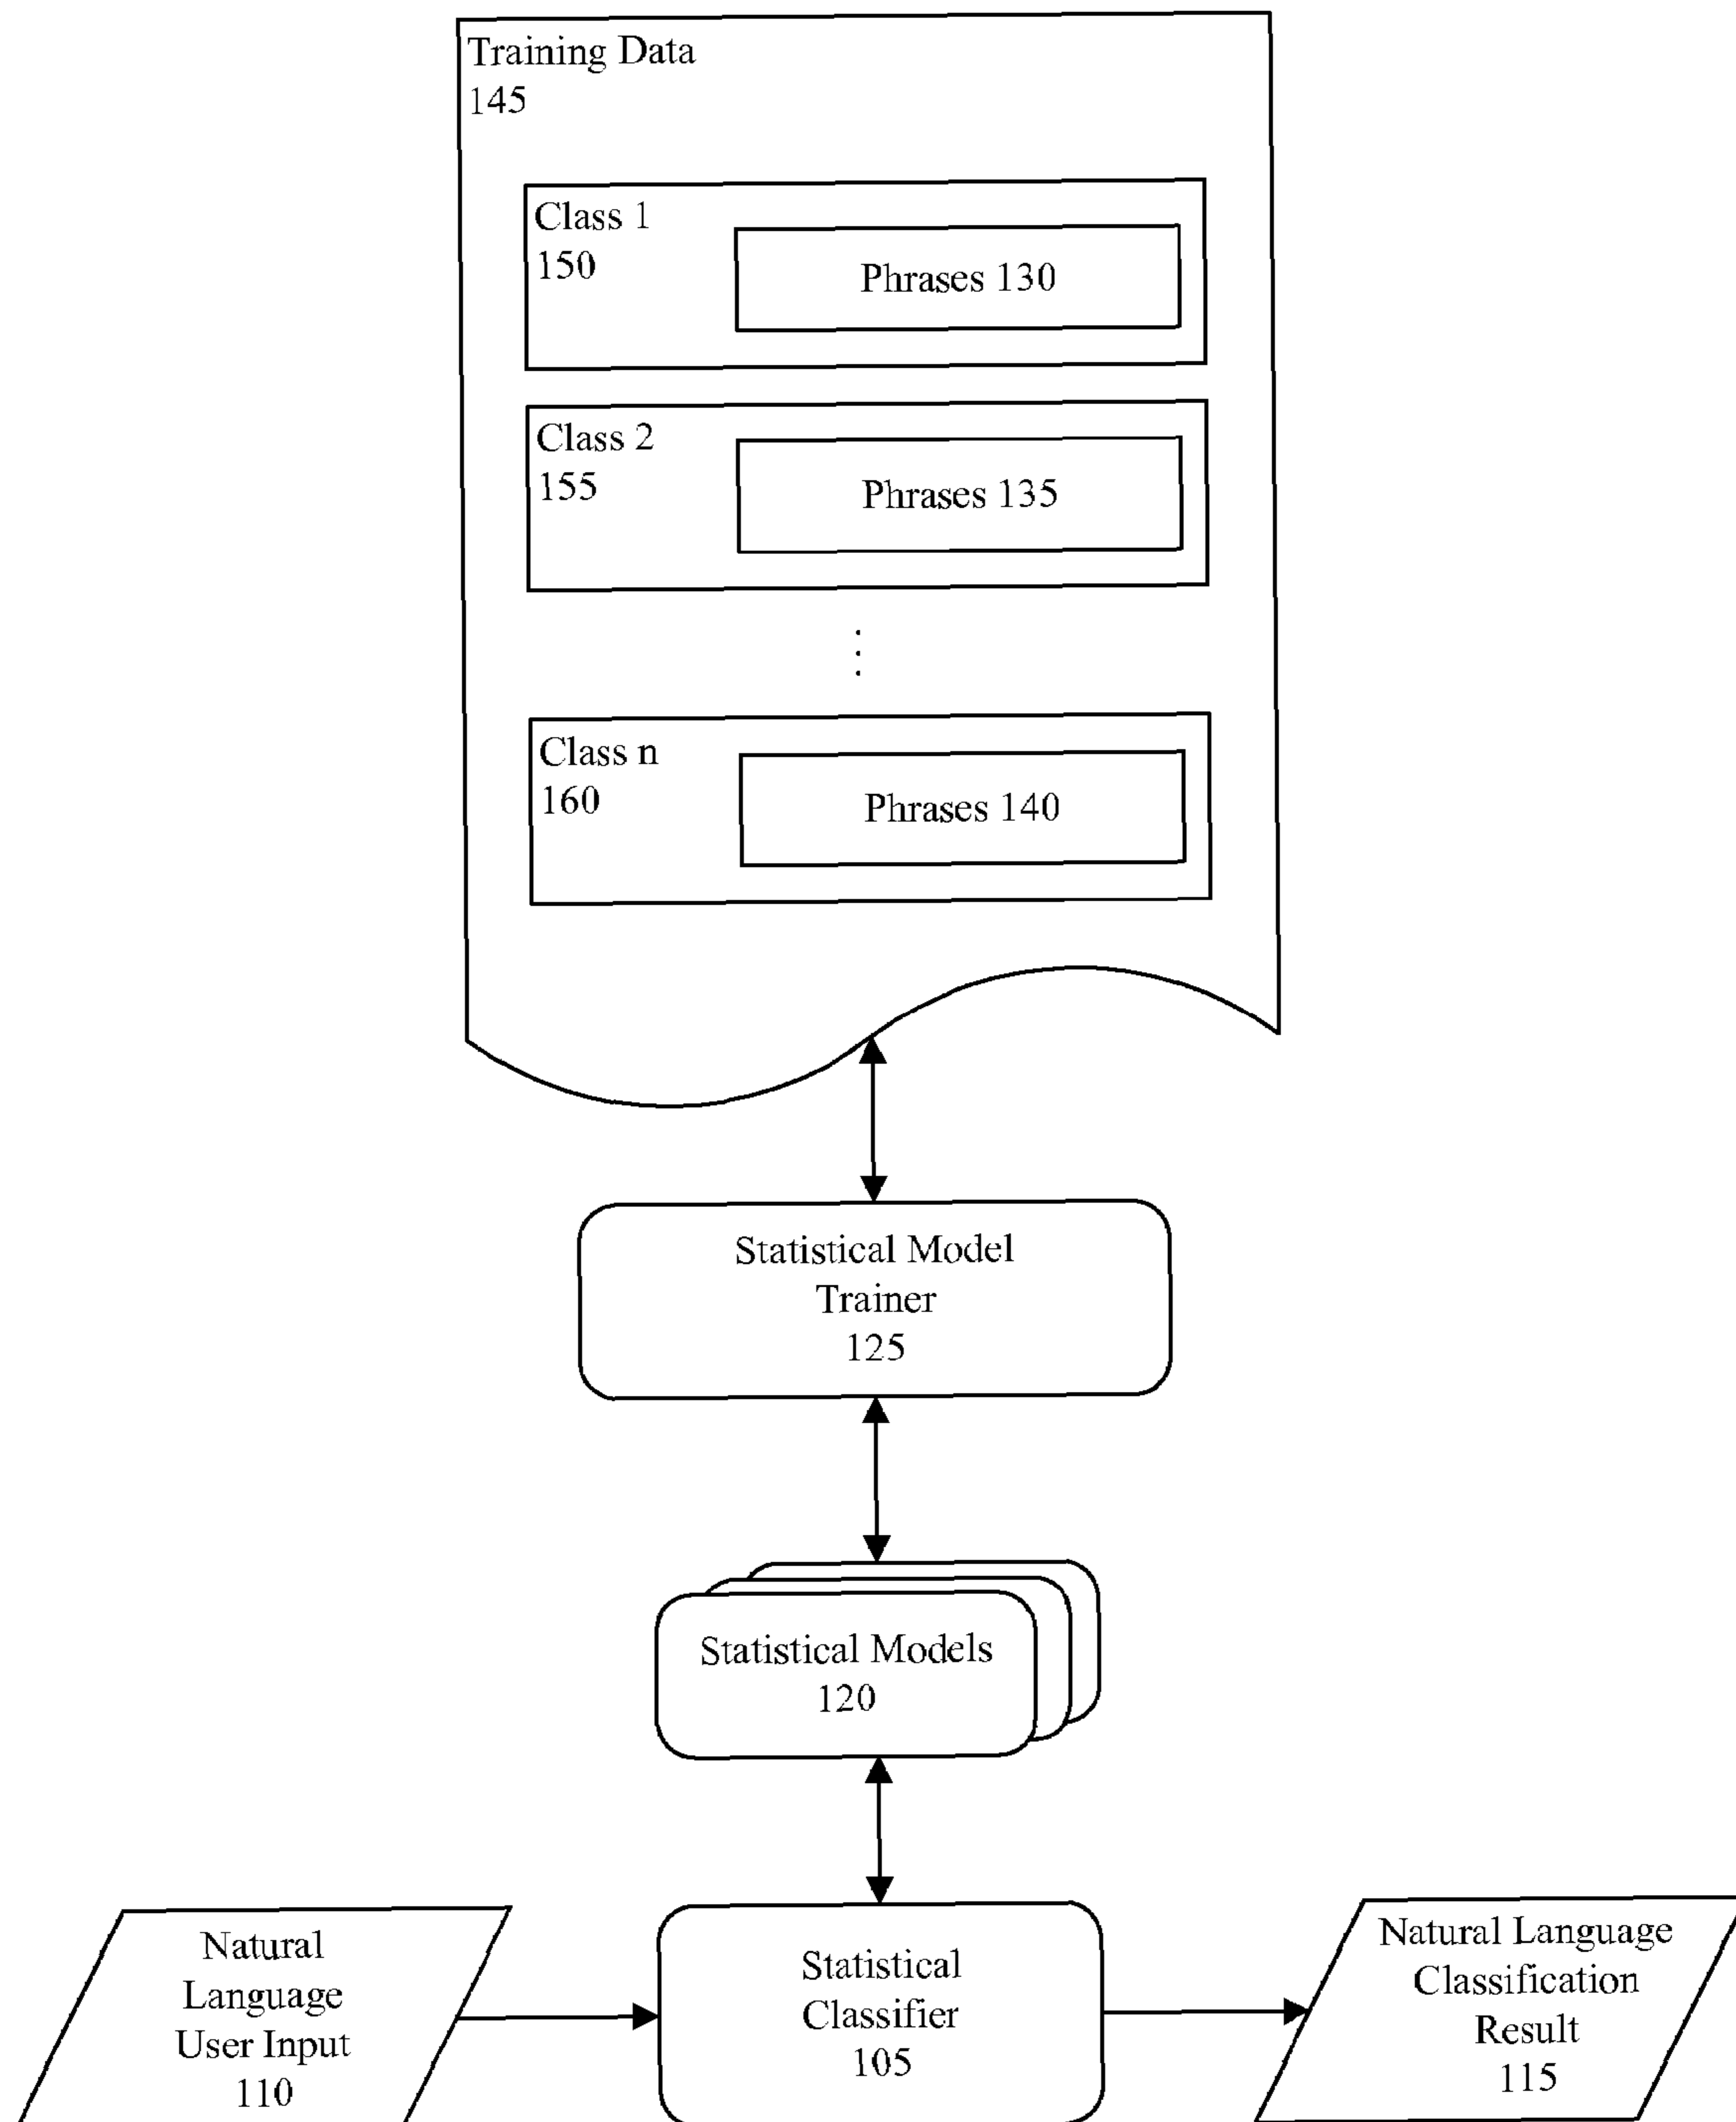 Training Data
145
Class 1
150
Phrases 130
Class 2
155
Phrases 135
Class n
160
Phrases 140
Statistical Model
Trainer
125
Statistical Models
120
Natural
Language
User Input
110
Statistical
Classifier
105
Natural Language
Classification
Result
115